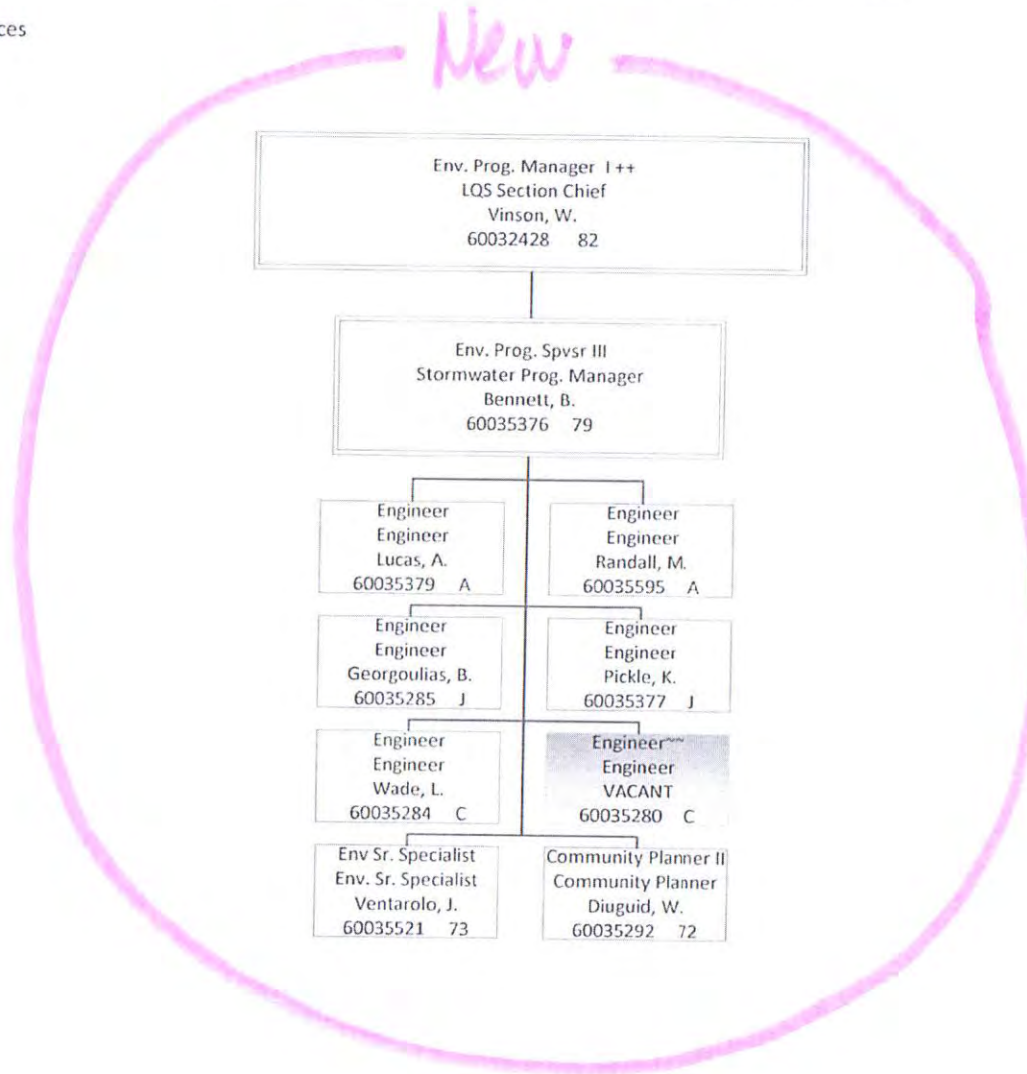 ces
New
Env. Prog. Manager I ++
LQS Section Chief
Vinson, W.
60032428 82
Env. Prog. Spvsr III
Stormwater Prog. Manager
Bennett, B.
60035376 79
Engineer
Engineer
Lucas, A.
60035379 A
Engineer
Engineer
Randall, M.
60035595 A
Engineer
Engineer
Georgoulias, B.
60035285 J
Engineer
Engineer
Pickle, K.
60035377 J
Engineer
Engineer
Wade, L.
60035284 C
Engineer~~
Engineer
VACANT
60035280 C
Env Sr. Specialist
Env. Sr. Specialist
Ventarolo, J.
60035521 73
Community Planner II
Community Planner
Diuguid, W.
60035292 72